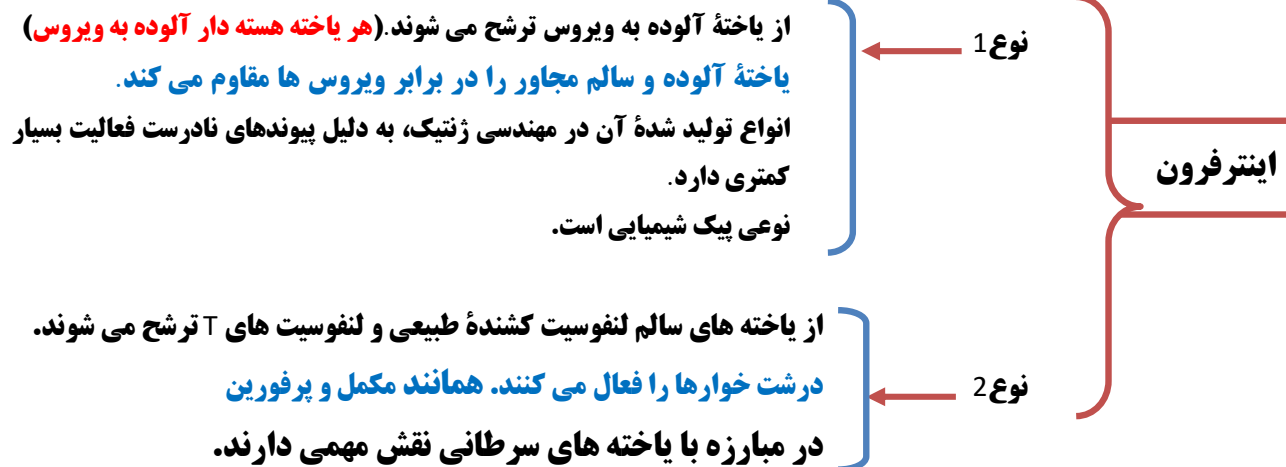 اینترفرون
نوع1
از یاختهٔ آلوده به ویروس ترشح می شوند.(هر یاخته هسته دار آلوده به ویروس)
یاختهٔ آلوده و سالم مجاور را در برابر ویروس ها مقاوم می کند.
انواع تولید شدهٔ آن در مهندسی ژنتیک، به دلیل پیوندهای نادرست فعالیت بسیار
کمتری دارد.
نوعی پیک شیمیایی است.
نوع2
از یاخته های سالم لنفوسیت کشندهٔ طبیعی و لنفوسیت های T ترشح می شوند.
درشت خوارها را فعال می کنند. همانند مکمل و پرفورین
در مبارزه با یاخته های سرطانی نقش مهمی دارند.